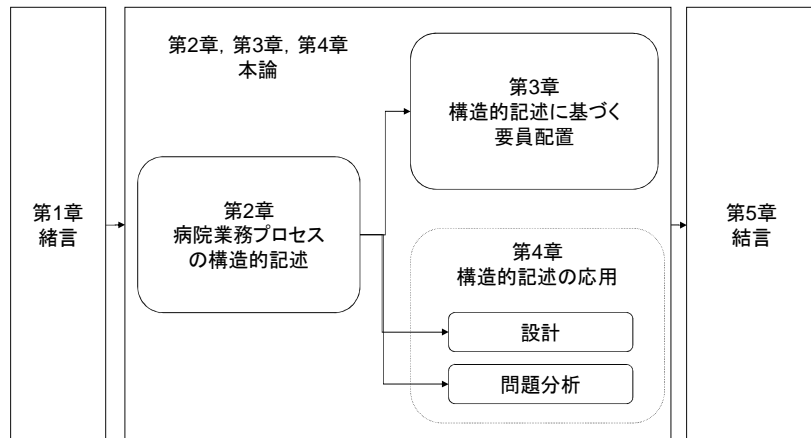 第1章
緒言
第2章, 第3章, 第4章
本論
第2章
病院業務プロセス
の構造的記述
第3章
構造的記述に基づく
要員配置
第4章
構造的記述の応用
設計
問題分析
第5章
結言